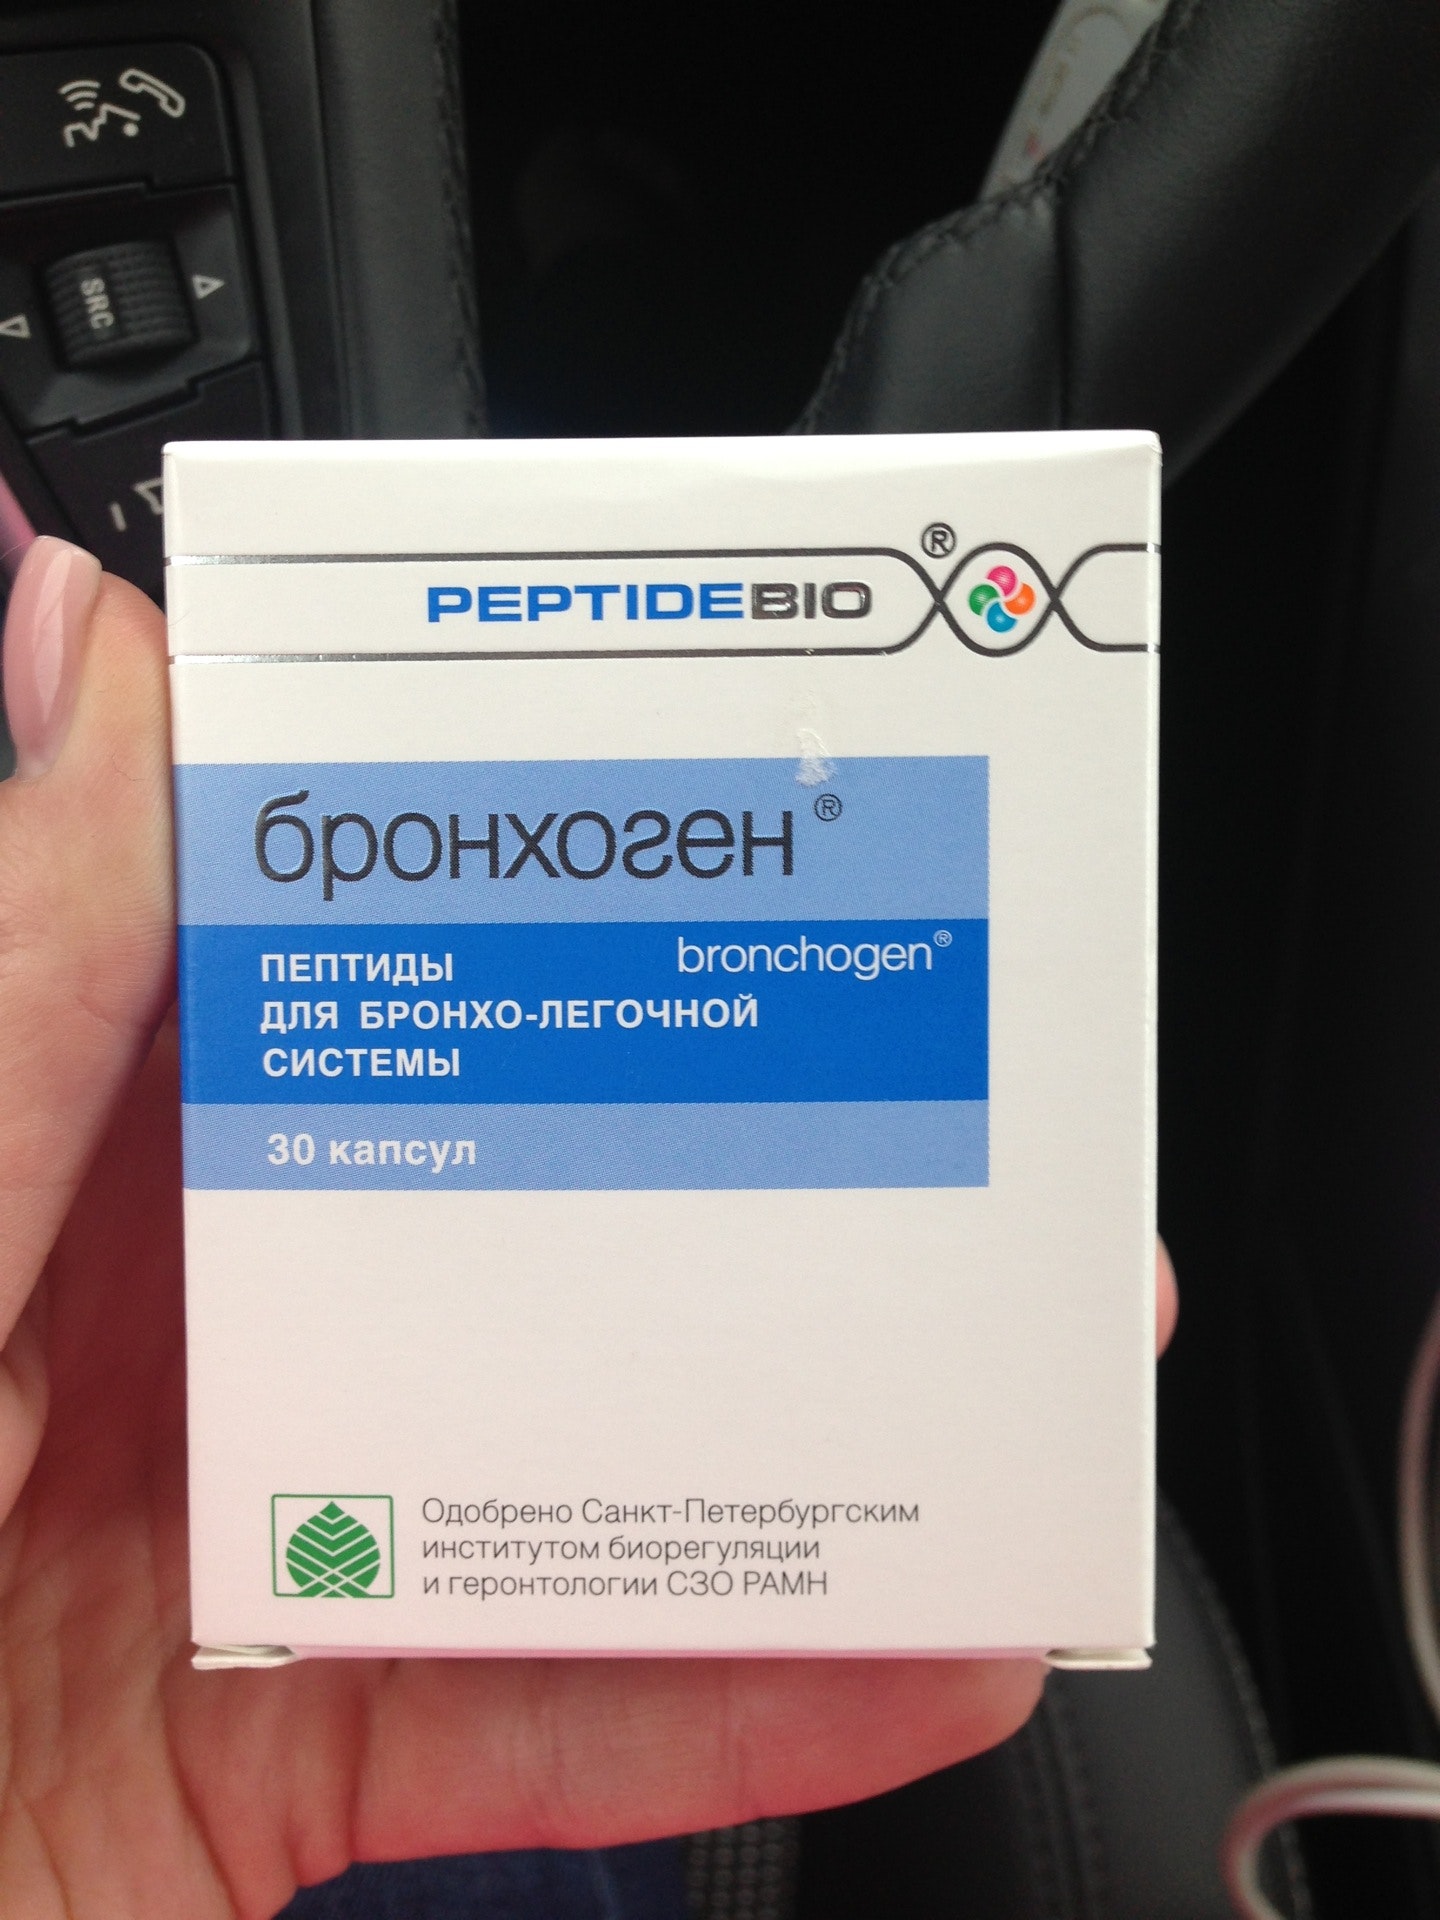 SRC
PEPTIDEBIO®
бронхоген®
bronchogen®
ПЕПТИДЫ
ДЛЯ БРОНХО-ЛЕГОЧНОЙ
СИСТЕМЫ
30 капсул
Одобрено Санкт-Петербургским
институтом биорегуляции
и геронтологии СЗО РАМН